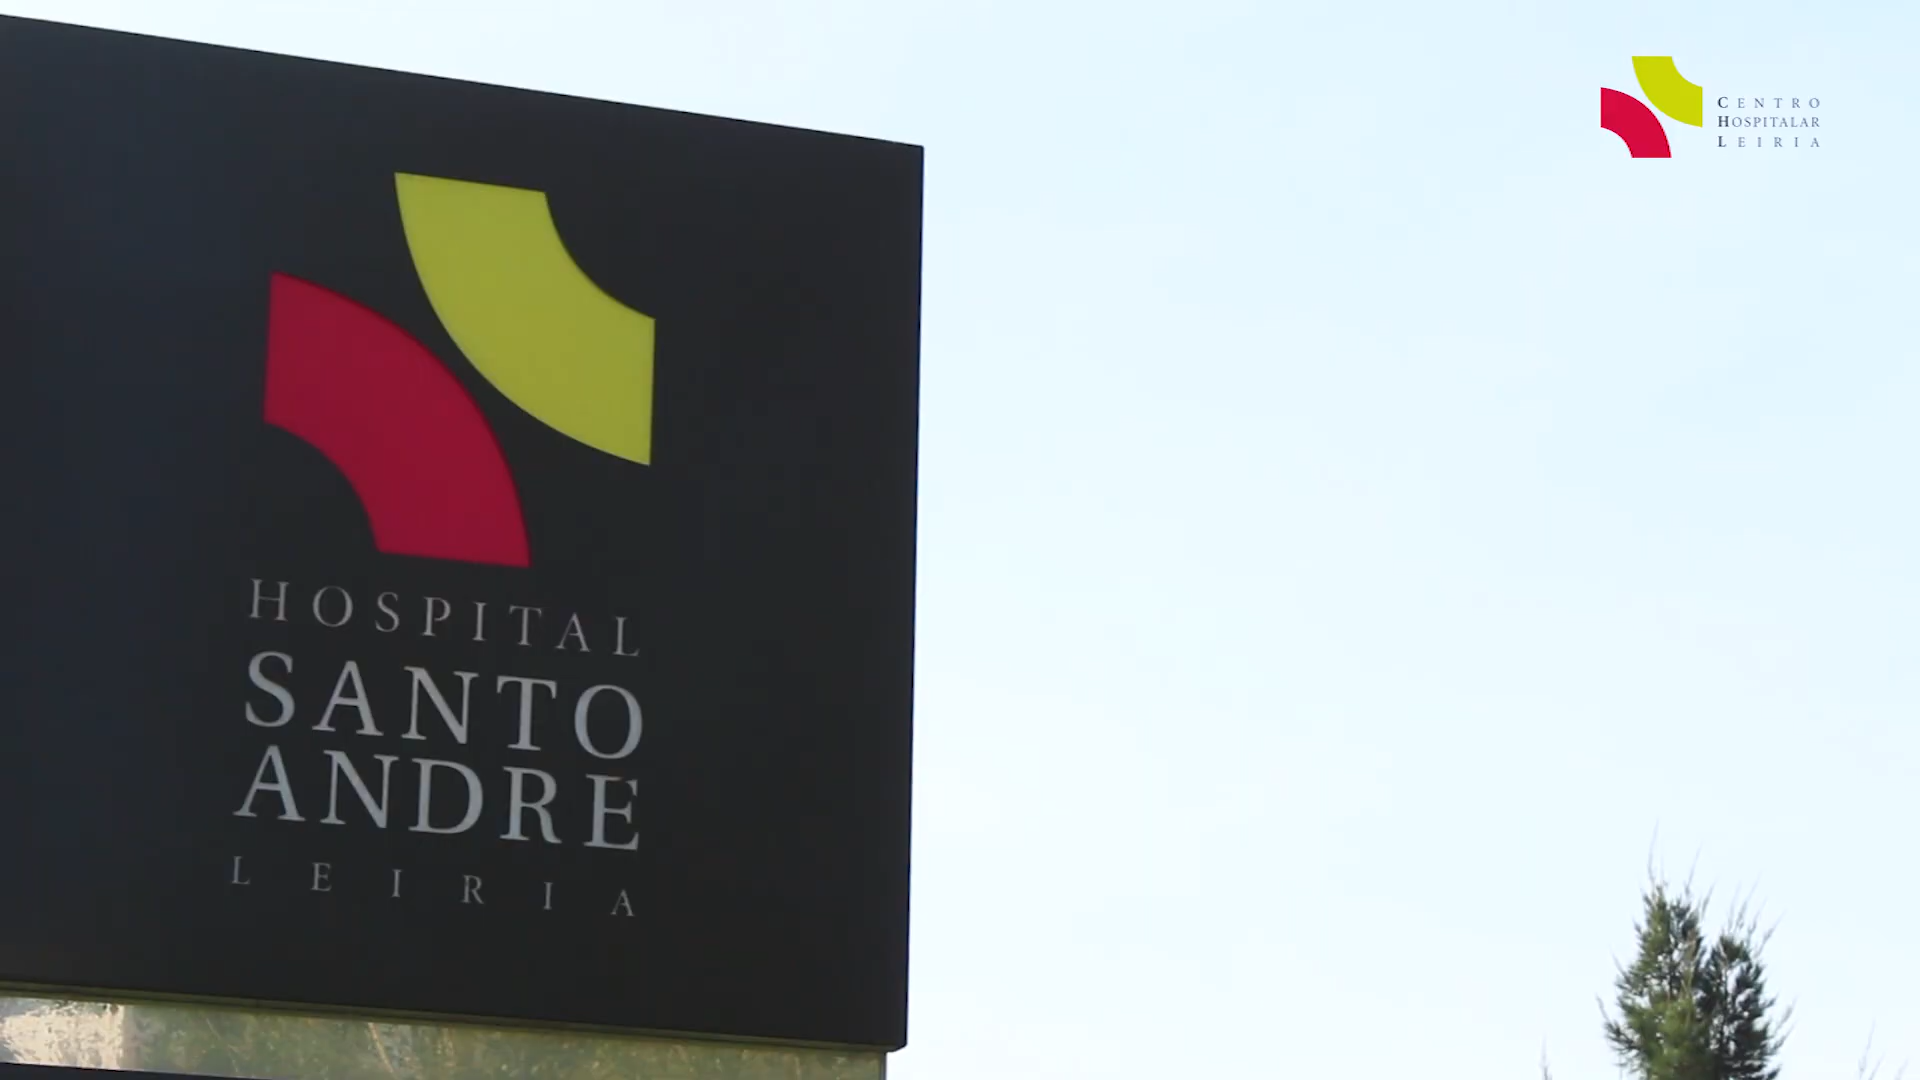 HOSPITAL
SANTO
ANDRE
LEIRIA
CENTRO
HOSPITALAR
LEIRIA